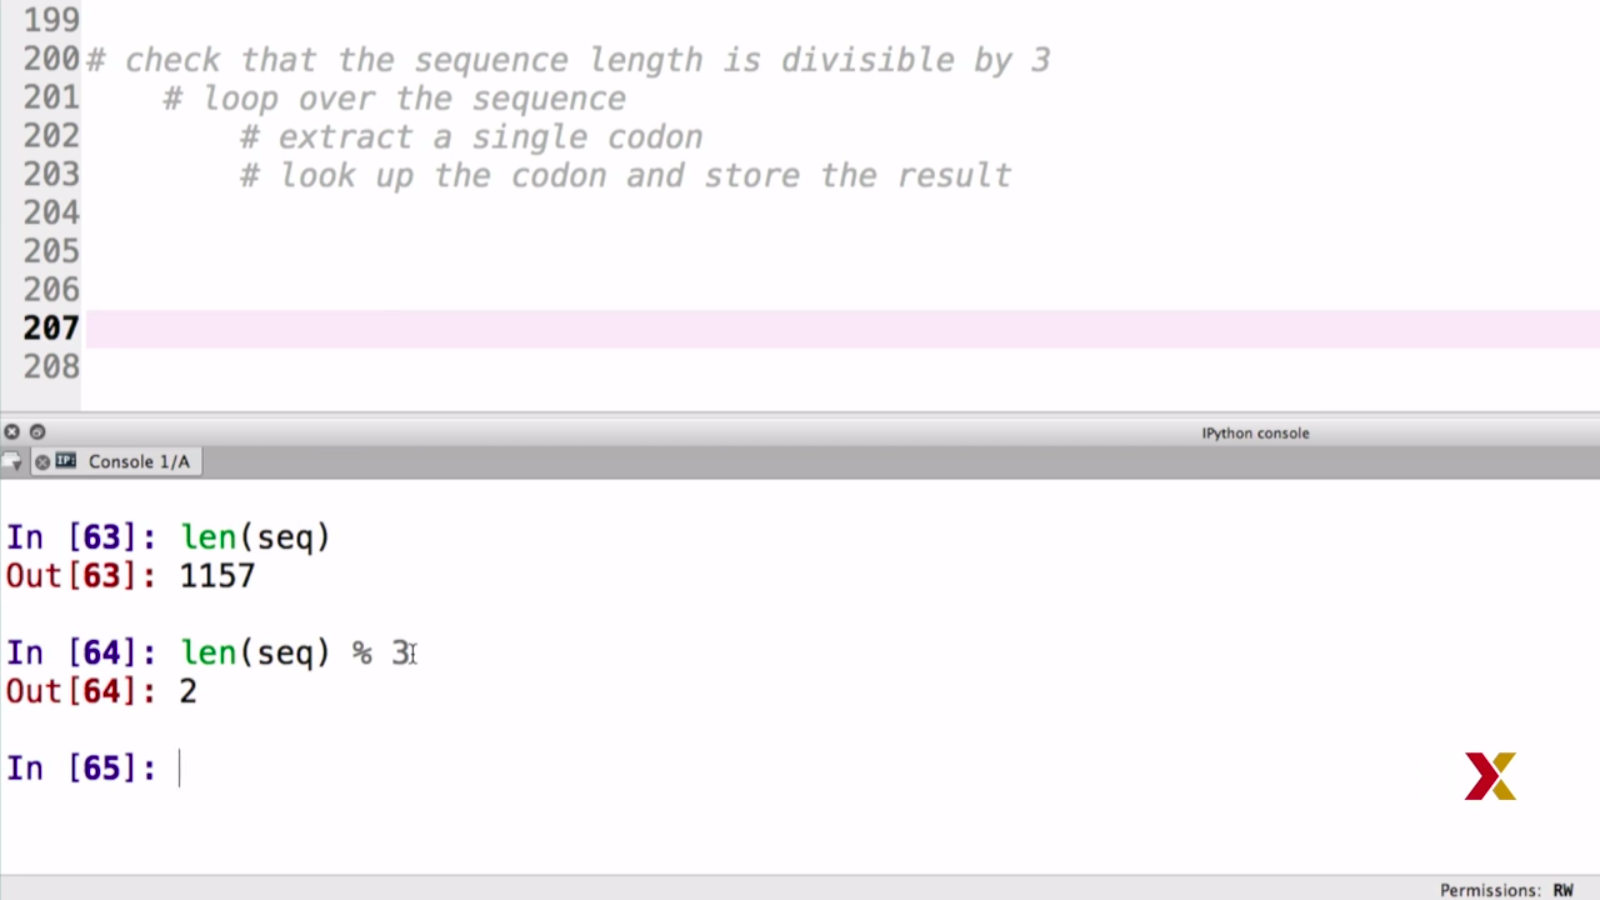 199
200 # check that the sequence length is divisible by 3
201 # loop over the sequence
202 # extract a single codon
203 # look up the codon and store the result
204
205
206
207
208
IPython console
IP: Console 1/A
In [63]: len(seq)
Out[63]: 1157
In [64]: len(seq) % 3
Out[64]: 2
In [65]:
X
Permissions: RW